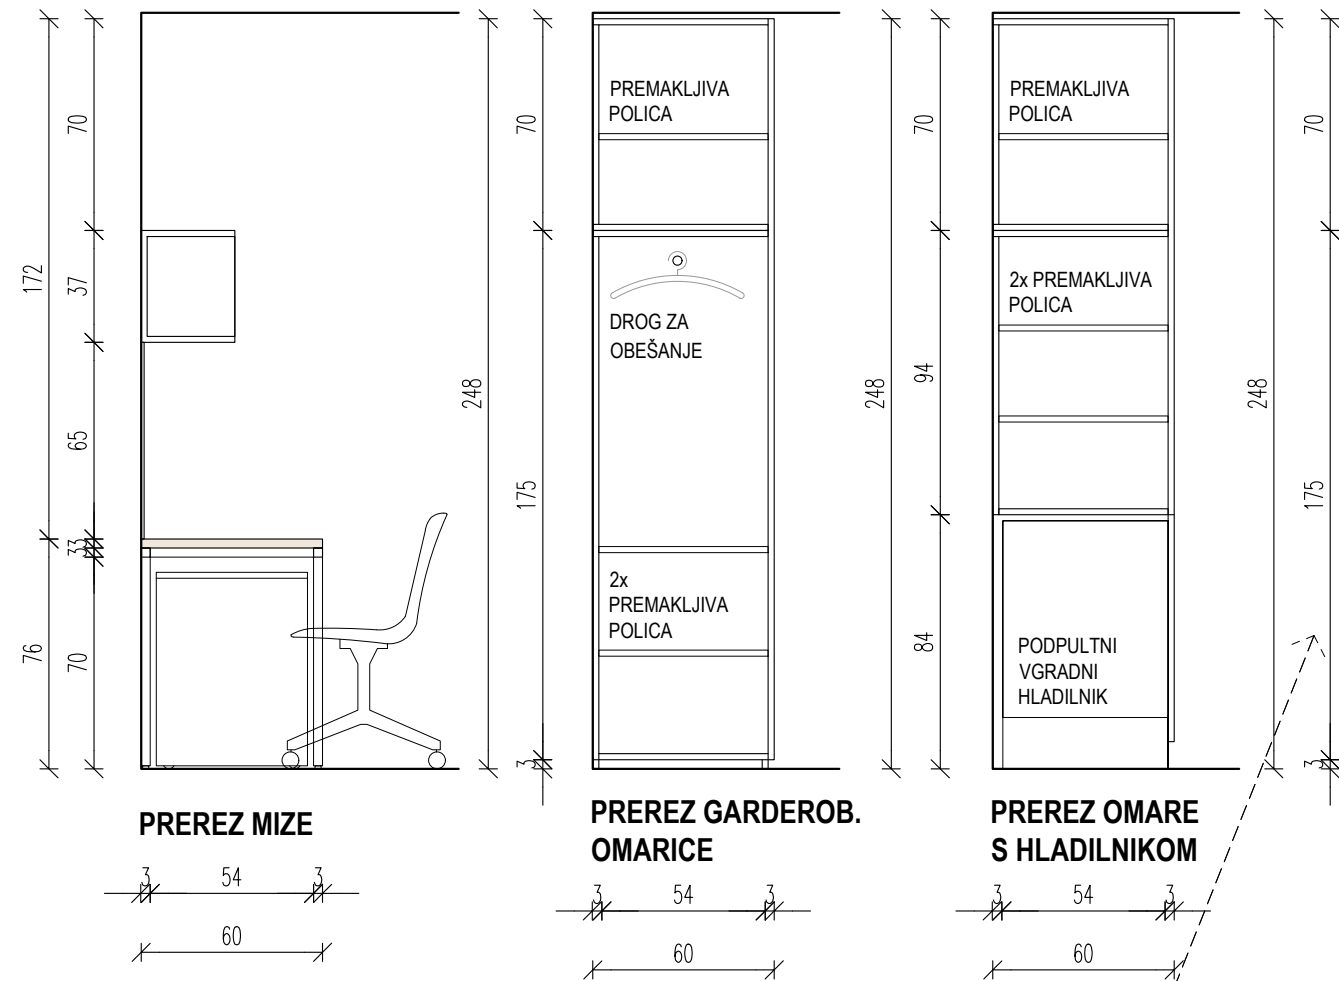 PREMAKLJIVA
POLICA
PREMAKLJIVA
POLICA
70
70
70
70
172
37
2x PREMAKLJIVA
POLICA
DROG ZA
OBEŠANJE
248
248
94
248
65
175
175
33
3
2x
PREMAKLJIVA
POLICA
76
70
84
PODPULTNI
VGRADNI
HLADILNIK
3
3
PREREZ MIZE
PREREZ GARDEROB.
OMARICE
PREREZ OMARE
S HLADILNIKOM
3 54 3
3 54 3
3 54 3
60
60
60